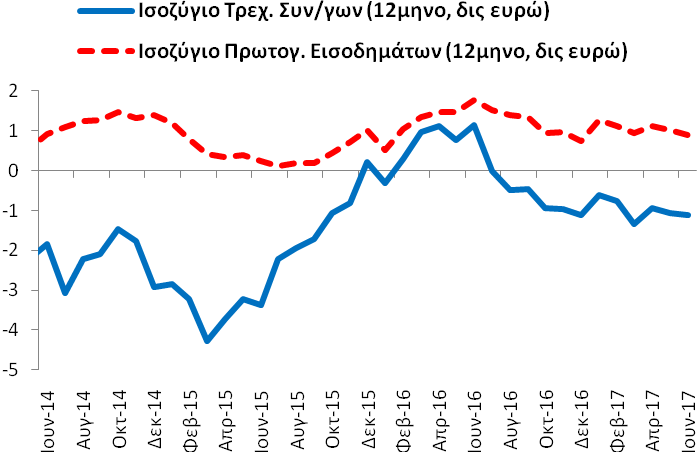 Ισοζύγιο Τρεχ. Συν/γων (12μηνο, δις ευρώ)
Ισοζύγιο Πρωτογ. Εισοδημάτων (12μηνο, δις ευρώ)
2
1
0
-1
-2
-3
-4
-5
Ιουν-14
Αυγ-14
Οκτ-14
Δεκ-14
Φεβ-15
Απρ-15
Ιουν-15
Αυγ-15
Οκτ-15
Δεκ-15
Φεβ-16
Απρ-16
Ιουν-16
Αυγ-16
Οκτ-16
Δεκ-16
Φεβ-17
Απρ-17
Ιουν-17